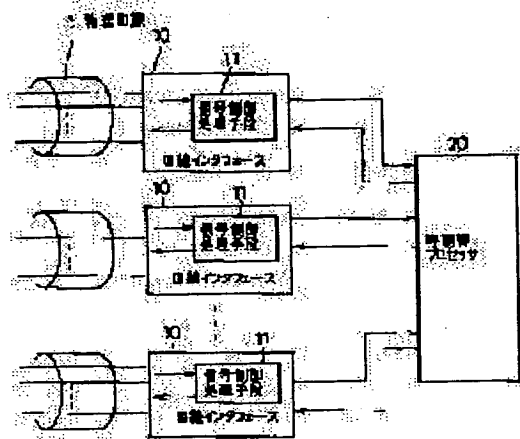 物理回線
10
11
信号制御
処理手段
回線インタフェース
20
10
11
信号制御
処理手段
回線インタフェース
呼制御
プロセッサ
10
11
信号制御
処理手段
回線インタフェース